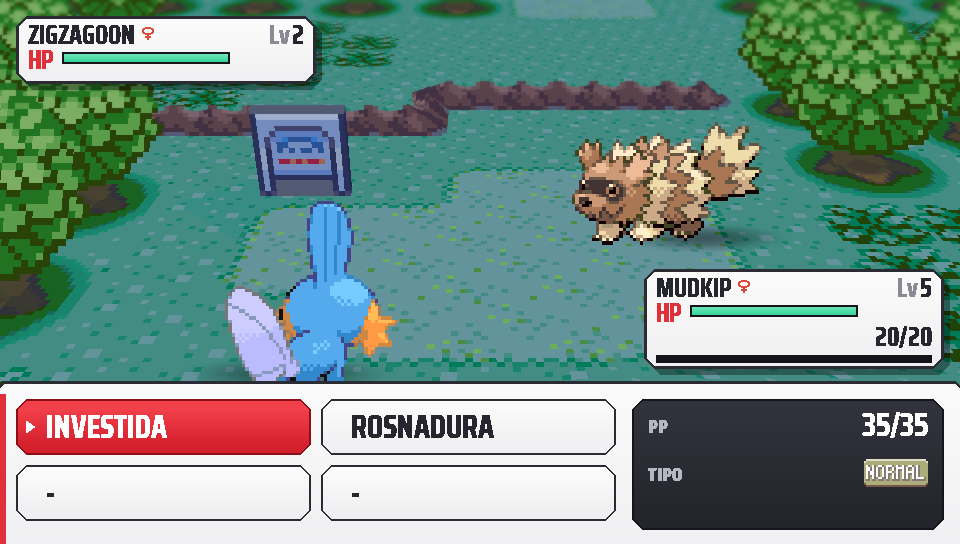 ZIGZAGOON ♀ Lv2
HP
MUDKIP ♀ Lv5
HP
20/20
INVESTIDA
ROSNADURA
-
-
PP 35/35
TIPO NORMAL